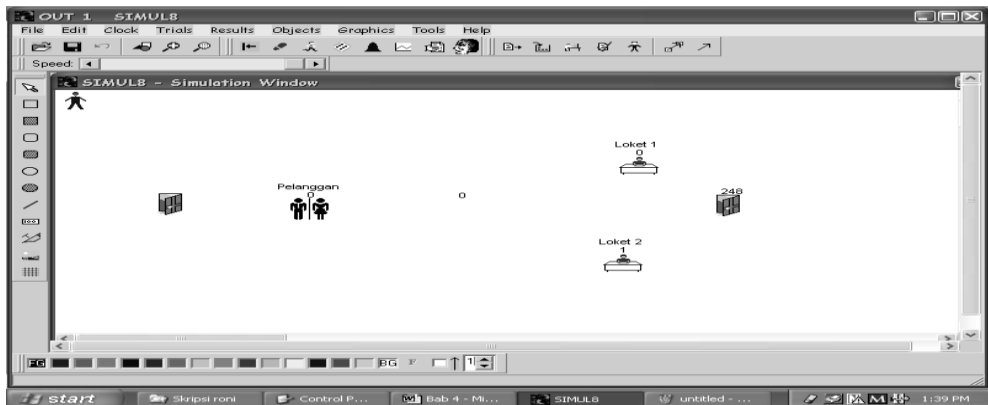 OUT 1 SIMUL8
File Edit Clock Trials Results Objects Graphics Tools Help
Speed:
SIMUL8 - Simulation Window
Loket 1
0
Pelanggan
0
0
248
Loket 2
1
FG BG F 1
start Skripsi roni Control P... Bab 4 - Mi... SIMUL8 untitled - ... 1:39 PM